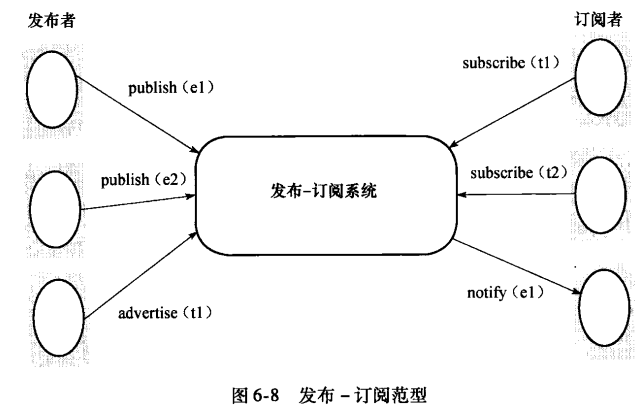 发布者
订阅者
publish（e1）
subscribe（t1）
publish（e2）
发布–订阅系统
subscribe（t2）
advertise（t1）
notify（e1）
图 6-8 发布 – 订阅范型